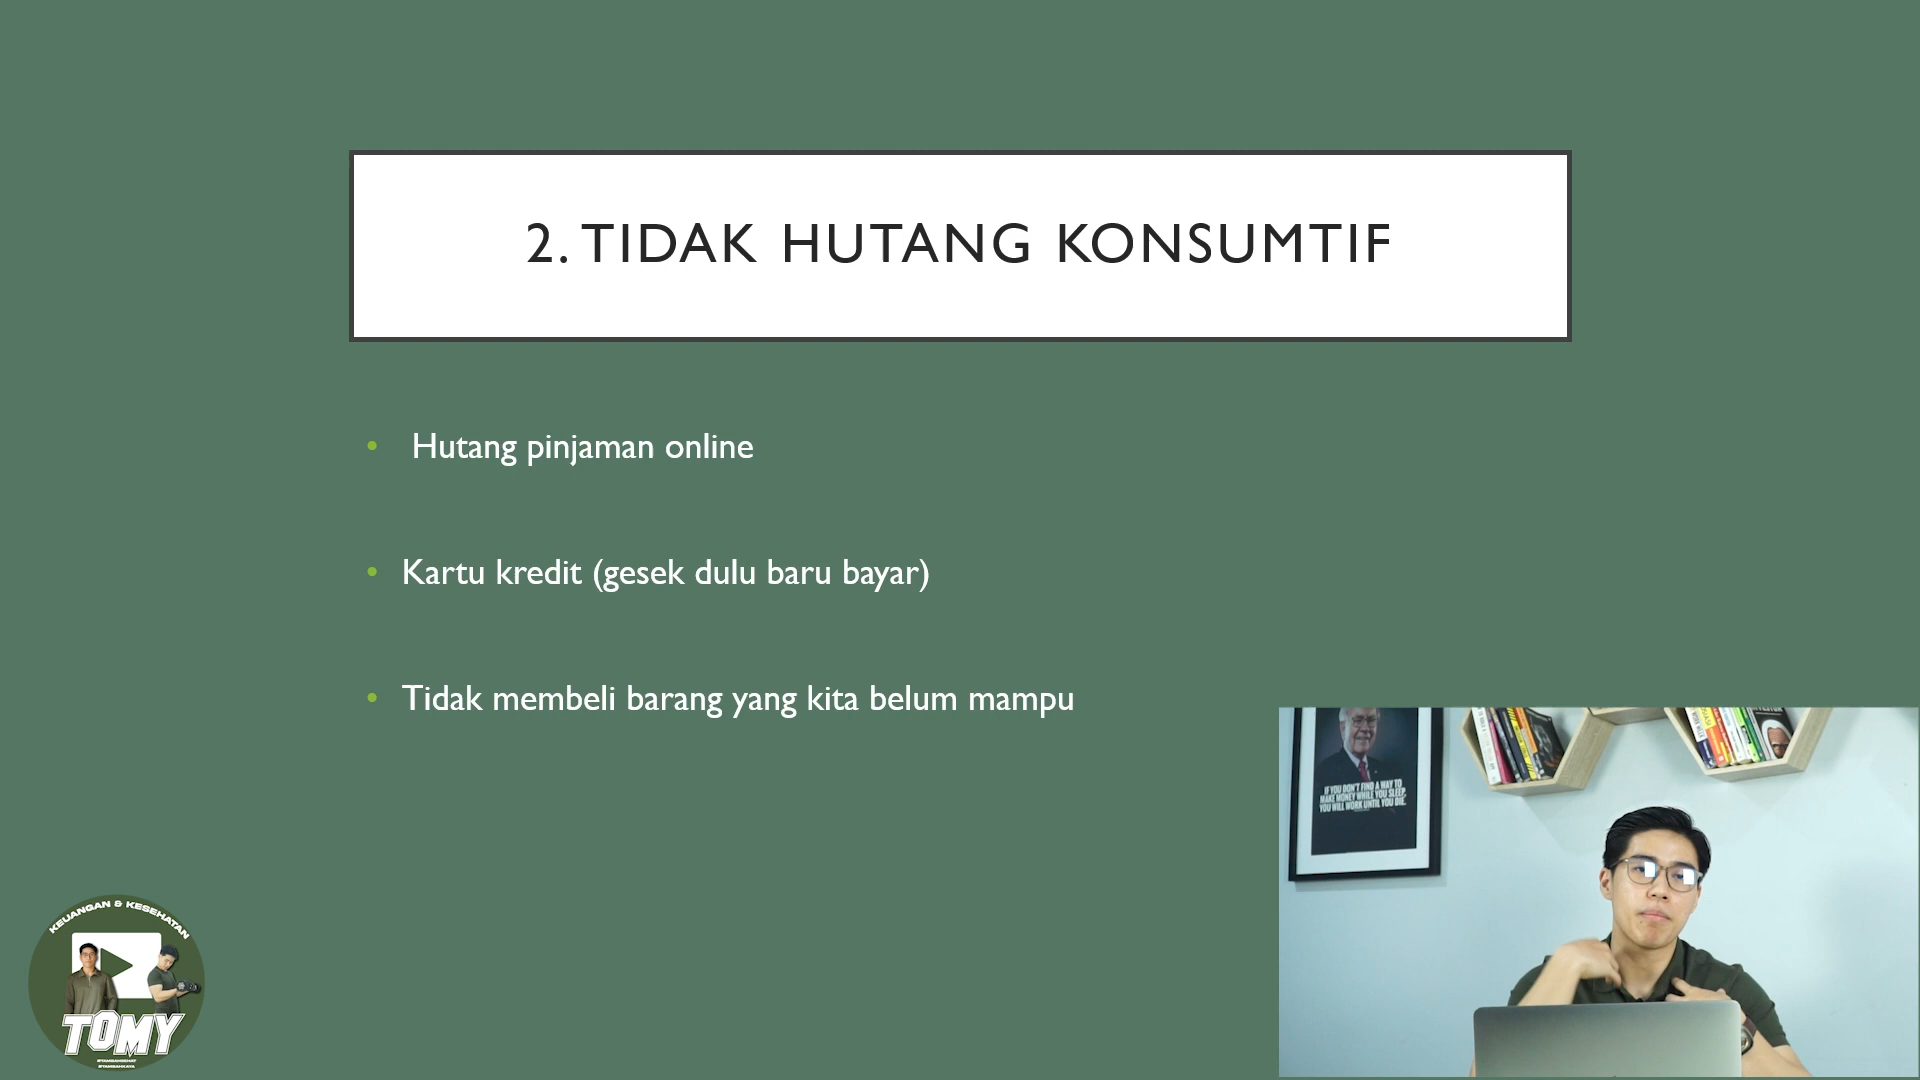 2. TIDAK HUTANG KONSUMTIF
• Hutang pinjaman online
• Kartu kredit (gesek dulu baru bayar)
• Tidak membeli barang yang kita belum mampu
IF YOU DON'T FIND A WAY TO
MAKE MONEY WHILE YOU SLEEP,
YOU WILL WORK UNTIL YOU DIE.
KEUANGAN & KESEHATAN
TOMY
#TAMBAHSEHAT
#TAMBAHKAYA